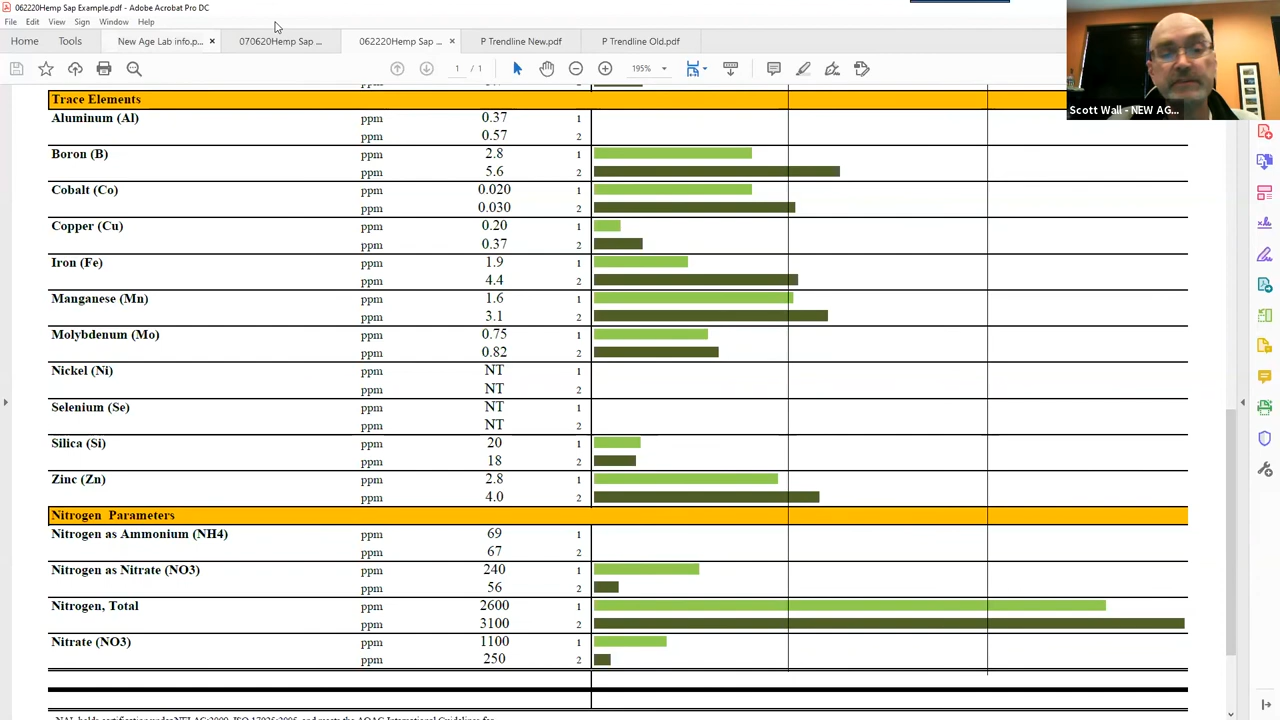 062220Hemp Sap Example.pdf - Adobe Acrobat Pro DC
File Edit View Sign Window Help
Home Tools New Age Lab info.p... × 070620Hemp Sap ... 062220Hemp Sap ... × P Trendline New.pdf P Trendline Old.pdf
1 / 1 195%
Scott Wall - NEW AG...
Trace Elements
Aluminum (Al) ppm 0.37 1
ppm 0.57 2
Boron (B) ppm 2.8 1
ppm 5.6 2
Cobalt (Co) ppm 0.020 1
ppm 0.030 2
Copper (Cu) ppm 0.20 1
ppm 0.37 2
Iron (Fe) ppm 1.9 1
ppm 4.4 2
Manganese (Mn) ppm 1.6 1
ppm 3.1 2
Molybdenum (Mo) ppm 0.75 1
ppm 0.82 2
Nickel (Ni) ppm NT 1
ppm NT 2
Selenium (Se) ppm NT 1
ppm NT 2
Silica (Si) ppm 20 1
ppm 18 2
Zinc (Zn) ppm 2.8 1
ppm 4.0 2
Nitrogen Parameters
Nitrogen as Ammonium (NH4) ppm 69 1
ppm 67 2
Nitrogen as Nitrate (NO3) ppm 240 1
ppm 56 2
Nitrogen, Total ppm 2600 1
ppm 3100 2
Nitrate (NO3) ppm 1100 1
ppm 250 2